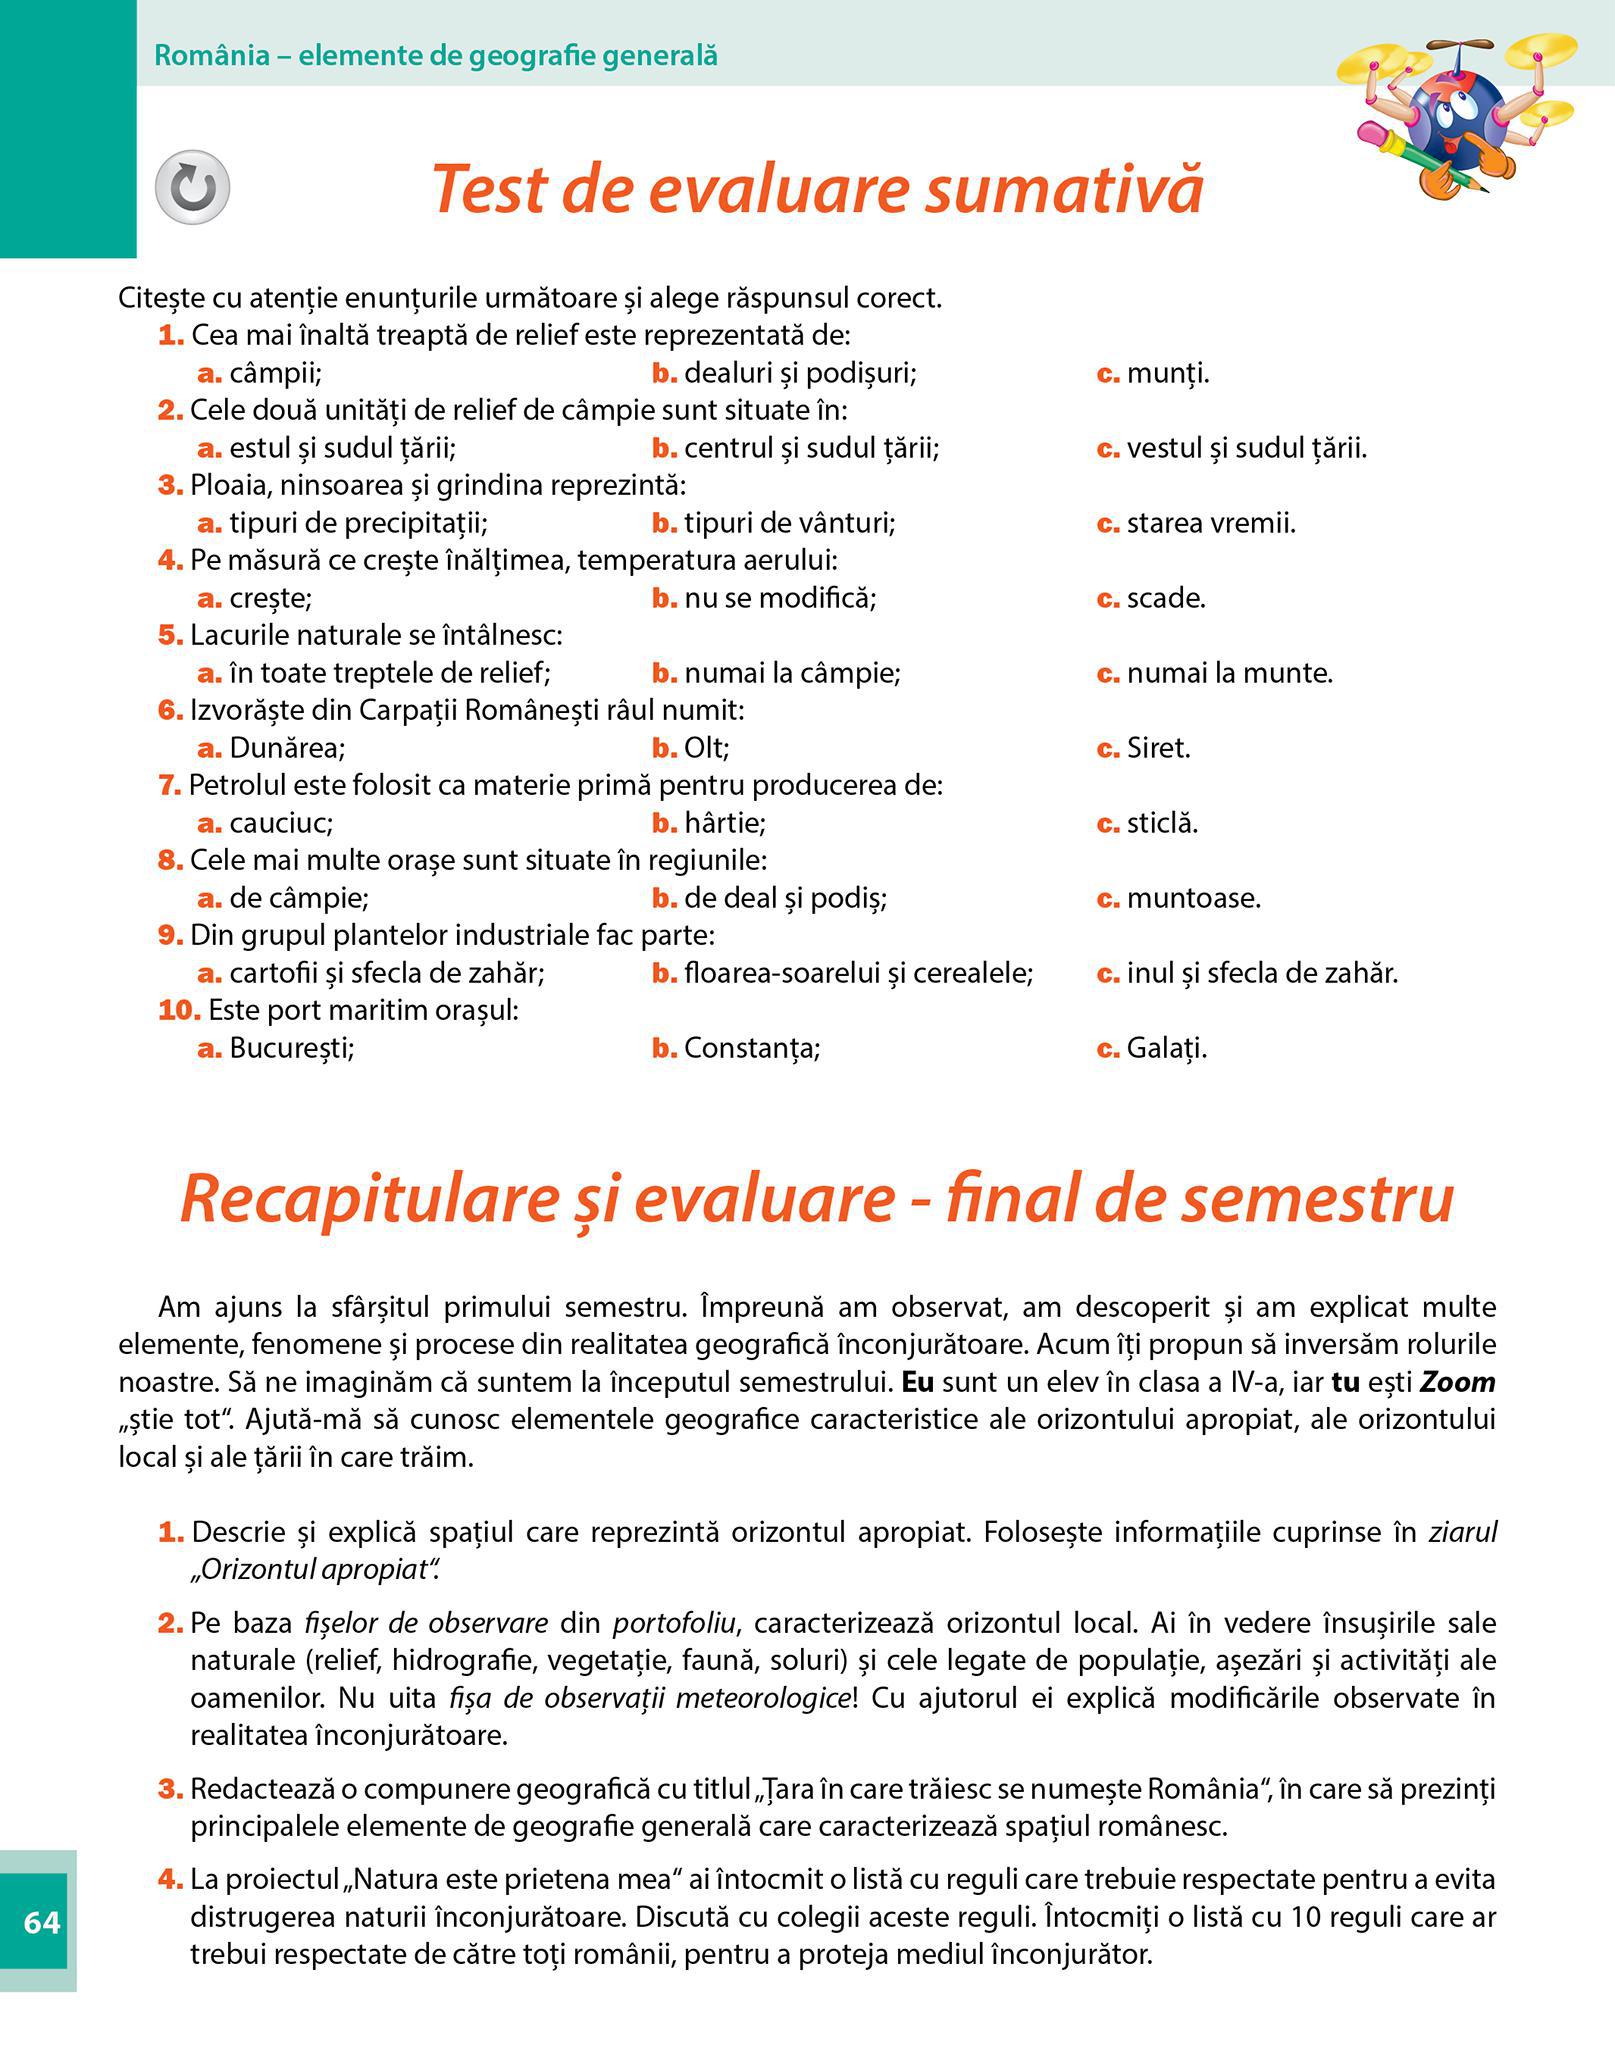 România – elemente de geografie generală
Test de evaluare sumativă
Citește cu atenție enunțurile următoare și alege răspunsul corect.
1. Cea mai înaltă treaptă de relief este reprezentată de:
a. câmpii; b. dealuri și podișuri; c. munți.
2. Cele două unități de relief de câmpie sunt situate în:
a. estul și sudul țării; b. centrul și sudul țării; c. vestul și sudul țării.
3. Ploaia, ninsoarea și grindina reprezintă:
a. tipuri de precipitații; b. tipuri de vânturi; c. starea vremii.
4. Pe măsură ce crește înălțimea, temperatura aerului:
a. crește; b. nu se modifică; c. scade.
5. Lacurile naturale se întâlnesc:
a. în toate treptele de relief; b. numai la câmpie; c. numai la munte.
6. Izvorăște din Carpații Românești râul numit:
a. Dunărea; b. Olt; c. Siret.
7. Petrolul este folosit ca materie primă pentru producerea de:
a. cauciuc; b. hârtie; c. sticlă.
8. Cele mai multe orașe sunt situate în regiunile:
a. de câmpie; b. de deal și podiș; c. muntoase.
9. Din grupul plantelor industriale fac parte:
a. cartofii și sfecla de zahăr; b. floarea-soarelui și cerealele; c. inul și sfecla de zahăr.
10. Este port maritim orașul:
a. București; b. Constanța; c. Galați.
Recapitulare și evaluare - final de semestru
Am ajuns la sfârșitul primului semestru. Împreună am observat, am descoperit și am explicat multe
elemente, fenomene și procese din realitatea geografică înconjurătoare. Acum îți propun să inversăm rolurile
noastre. Să ne imaginăm că suntem la începutul semestrului. Eu sunt un elev în clasa a IV-a, iar tu ești Zoom
„știe tot“. Ajută-mă să cunosc elementele geografice caracteristice ale orizontului apropiat, ale orizontului
local și ale țării în care trăim.
1. Descrie și explică spațiul care reprezintă orizontul apropiat. Folosește informațiile cuprinse în ziarul
„Orizontul apropiat“.
2. Pe baza fișelor de observare din portofoliu, caracterizează orizontul local. Ai în vedere însușirile sale
naturale (relief, hidrografie, vegetație, faună, soluri) și cele legate de populație, așezări și activități ale
oamenilor. Nu uita fișa de observații meteorologice! Cu ajutorul ei explică modificările observate în
realitatea înconjurătoare.
3. Redactează o compunere geografică cu titlul „Țara în care trăiesc se numește România“, în care să prezinți
principalele elemente de geografie generală care caracterizează spațiul românesc.
4. La proiectul „Natura este prietena mea“ ai întocmit o listă cu reguli care trebuie respectate pentru a evita
distrugerea naturii înconjurătoare. Discută cu colegii aceste reguli. Întocmiți o listă cu 10 reguli care ar
trebui respectate de către toți românii, pentru a proteja mediul înconjurător.
64